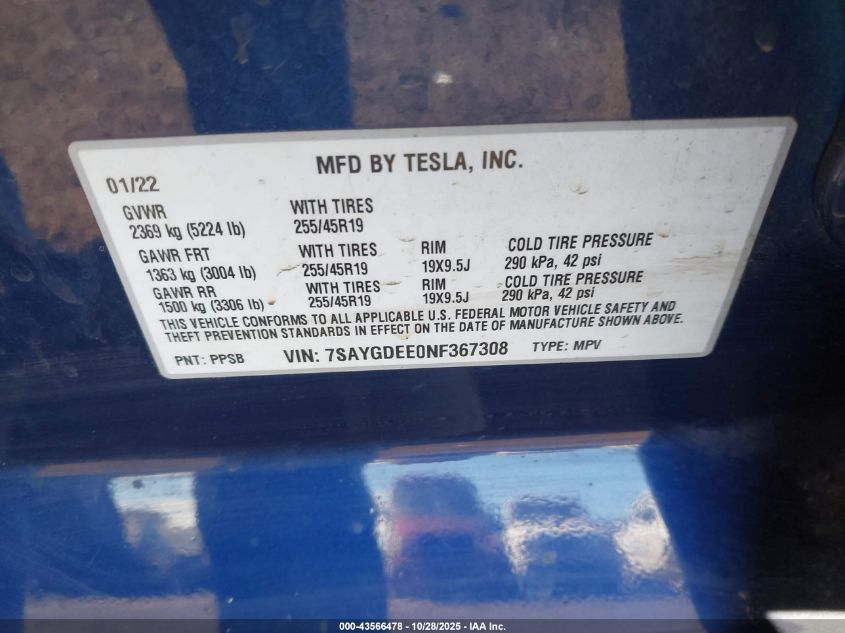 MFD BY TESLA, INC.
01/22
GVWR WITH TIRES
2369 kg (5224 lb) 255/45R19
GAWR FRT WITH TIRES RIM COLD TIRE PRESSURE
1363 kg (3004 lb) 255/45R19 19X9.5J 290 kPa, 42 psi
GAWR RR WITH TIRES RIM COLD TIRE PRESSURE
1500 kg (3306 lb) 255/45R19 19X9.5J 290 kPa, 42 psi
THIS VEHICLE CONFORMS TO ALL APPLICABLE U.S. FEDERAL MOTOR VEHICLE SAFETY AND
THEFT PREVENTION STANDARDS IN EFFECT ON THE DATE OF MANUFACTURE SHOWN ABOVE.
PNT: PPSB VIN: 7SAYGDEE0NF367308 TYPE: MPV
000-43566478 - 10/28/2025 - IAA Inc.